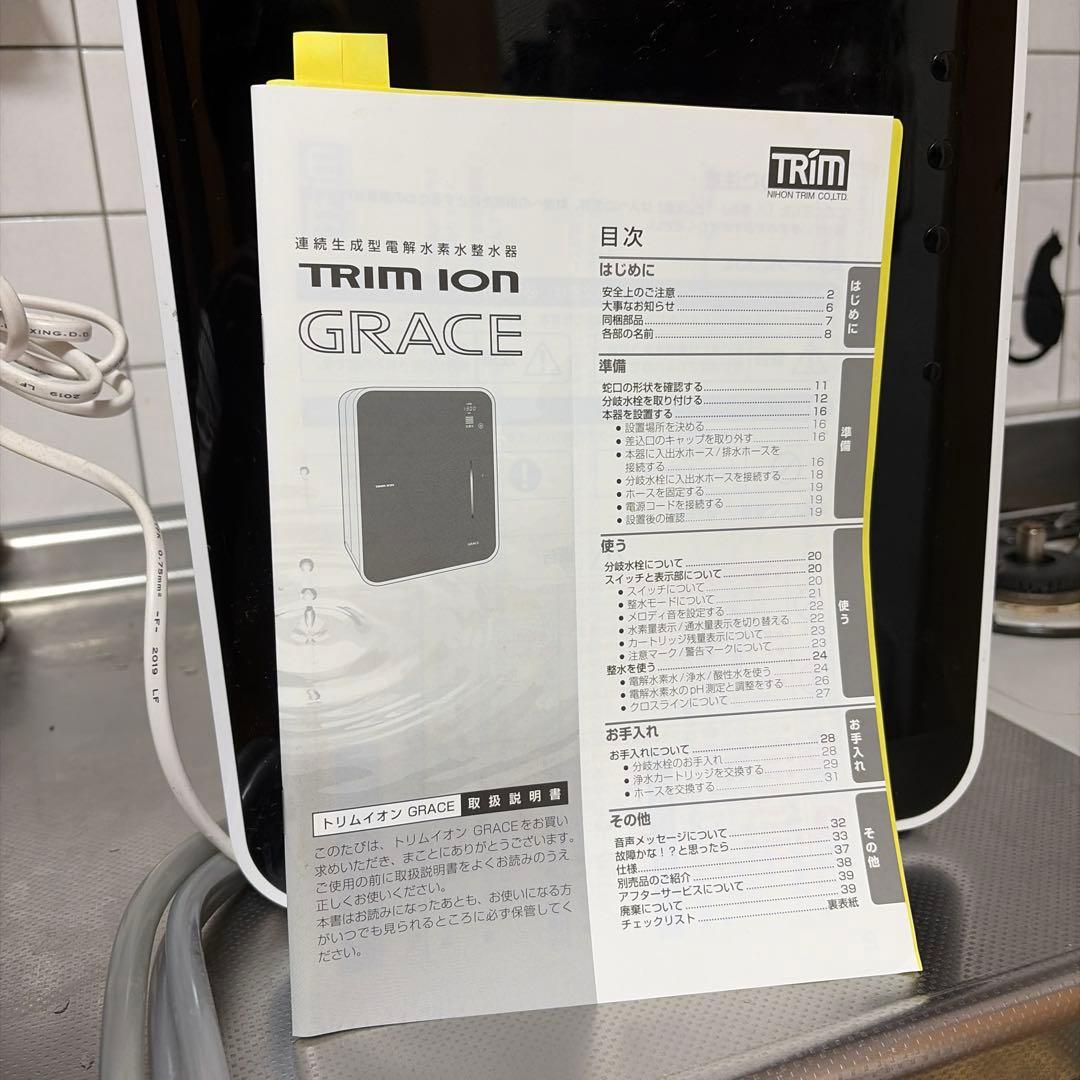 TRIM
NIHON TRIM CO.,LTD.
連続生成型電解水素水整水器
TRIM ION
GRACE
TRIM ION
GRACE
トリムイオン GRACE 取扱説明書
このたびは、トリムイオン GRACEをお買い
求めいただき、まことにありがとうございます。
ご使用の前に取扱説明書をよくお読みのうえ
正しくお使いください。
本書はお読みになったあとも、お使いになる方
がいつでも見られるところに必ず保管してく
ださい。
目次
はじめに
安全上のご注意 2
大事なお知らせ 6
同梱部品 7
各部の名前 8
はじめに
準備
蛇口の形状を確認する 11
分岐水栓を取り付ける 12
本器を設置する 16
● 設置場所を決める 16
● 差込口のキャップを取り外す 16
● 本器に入出水ホース/排水ホースを
接続する 16
● 分岐水栓に入出水ホースを接続する 18
● ホースを固定する 19
● 電源コードを接続する 19
● 設置後の確認 19
準備
使う
分岐水栓について 20
スイッチと表示部について 20
● スイッチについて 20
● 整水モードについて 21
● メロディ音を設定する 22
● 水素量表示/通水量表示を切り替える 22
● カートリッジ残量表示について 23
● 注意マーク/警告マークについて 23
整水を使う 24
● 電解水素水/浄水/酸性水を使う 24
● 電解水素水のpH測定と調整をする 26
● クロスラインについて 27
使う
お手入れ
お手入れについて 28
● 分岐水栓のお手入れ 28
● 浄水カートリッジを交換する 29
● ホースを交換する 31
お手入れ
その他
音声メッセージについて 32
故障かな!?と思ったら 33
仕様 37
別売品のご紹介 38
アフターサービスについて 39
廃棄について 39
チェックリスト 裏表紙
その他
XING.D.O
2019 LF
0.75mm² -F- 2019 LF